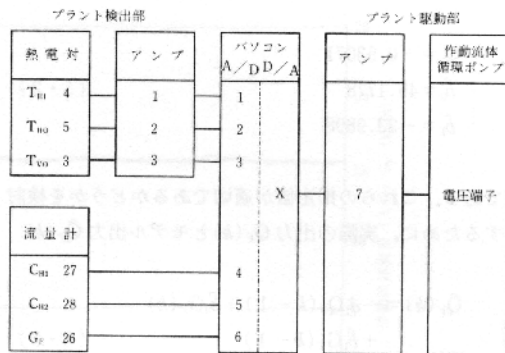 プラント検出部
プラント駆動部
熱電対
アンプ
パソコン
A/D D/A
アンプ
作動流体
循環ポンプ
T_HI 4
1
1
T_HO 5
2
2
T_VO 3
3
3
X
7
電圧端子
流量計
C_H1 27
4
C_H2 28
5
G_F 26
6